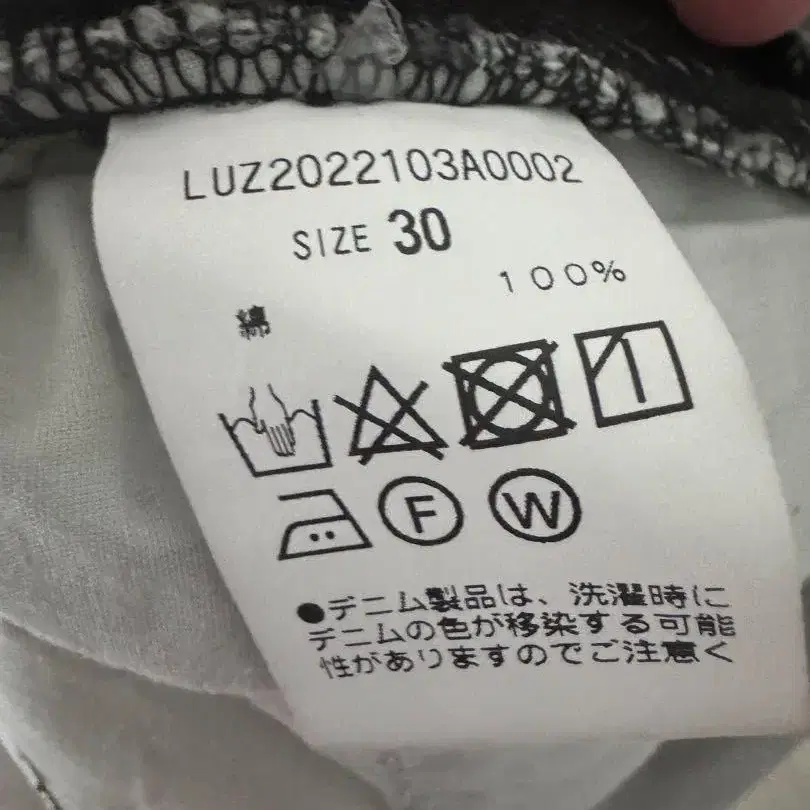 LUZ2022103A0002
SIZE 30
100%
綿
F W
●デニム製品は、洗濯時に
デニムの色が移染する可能
性がありますのでご注意く